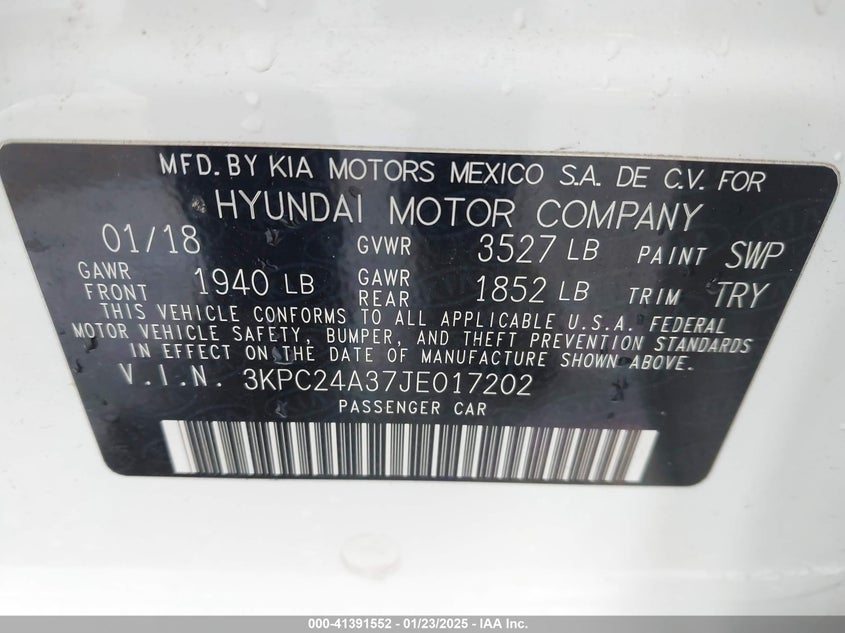 MFD. BY KIA MOTORS MEXICO S.A. DE C.V. FOR
HYUNDAI MOTOR COMPANY
01/18 GVWR 3527 LB PAINT SWP
GAWR FRONT 1940 LB GAWR REAR 1852 LB TRIM TRY
THIS VEHICLE CONFORMS TO ALL APPLICABLE U.S.A. FEDERAL
MOTOR VEHICLE SAFETY, BUMPER, AND THEFT PREVENTION STANDARDS
IN EFFECT ON THE DATE OF MANUFACTURE SHOWN ABOVE.
V.I.N. 3KPC24A37JE017202
PASSENGER CAR
000-41391552 - 01/23/2025 - IAA Inc.